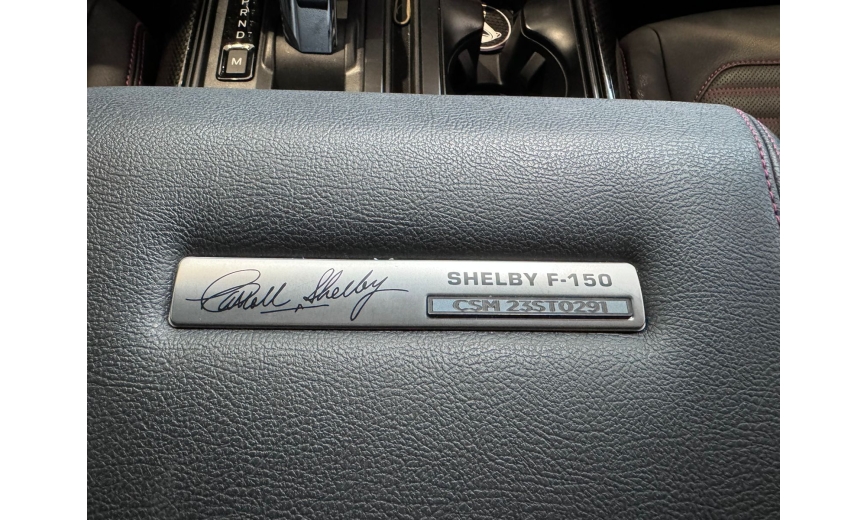 R
N
D
M
Carroll Shelby
SHELBY F-150
CSM 23ST0291